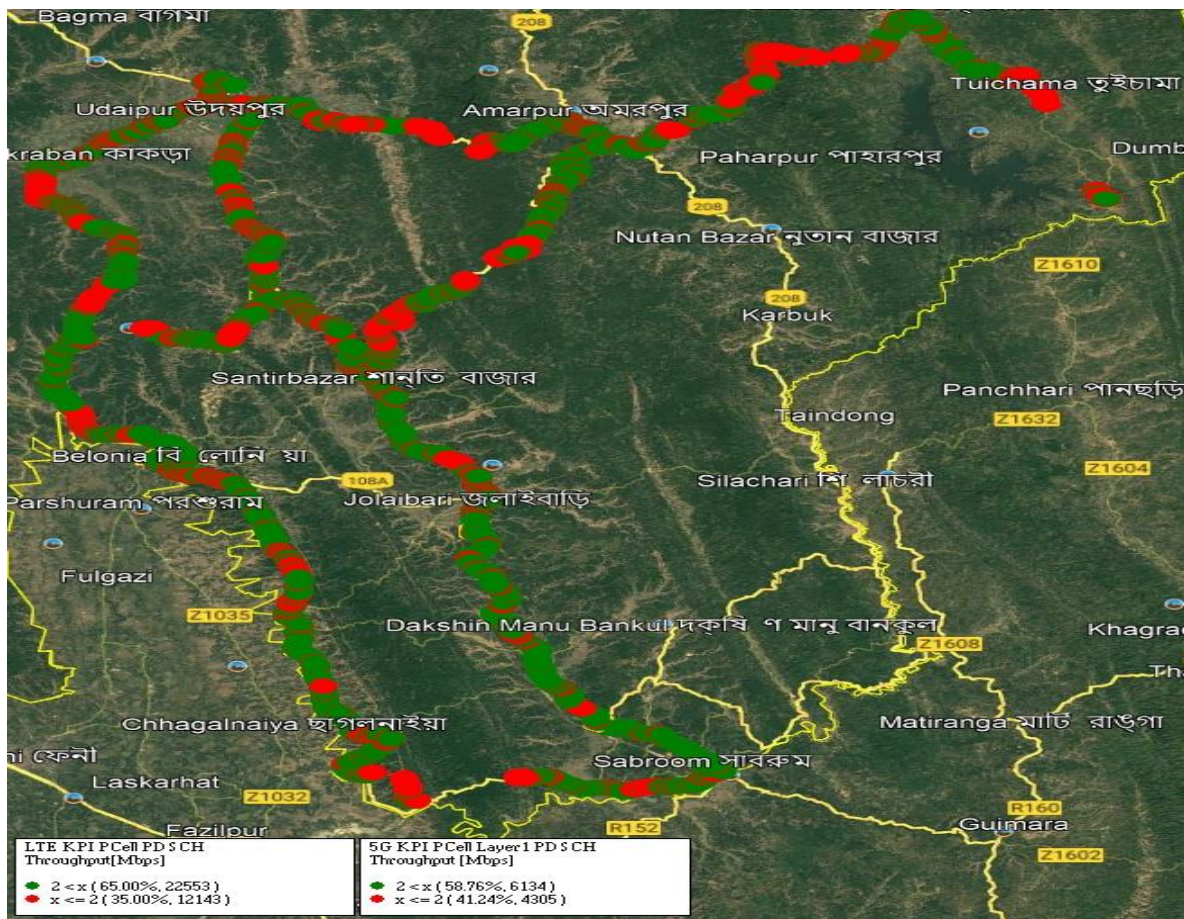 Bagma বাগমা
208
Udaipur উদয়পুর
Amarpur অমরপুর
Tuichama তুইচামা
kraban কাকড়া
Paharpur পাহারপুর
Dumb
208
Nutan Bazar নুতান বাজার
Z1610
208
Karbuk
Santirbazar শান্তি বাজার
Panchhari পানছড়ি
Taindong
Z1632
Belonia বি লোনি য়া
Z1604
108A
Silachari শি লাচরী
Parshuram পরশুরাম
Jolaibari জলাইবাড়ি
Fulgazi
Z1035
Dakshin Manu Bankul দক্ষি ণ মানু বানকুল
Khagra
Z1608
Tha
Chhagalnaiya ছাগলনাইয়া
Matiranga মাটি রাঙ্গা
ni ফেনী
Sabroom সাবরুম
Laskarhat
Z1032
R160
Fazilpur
R152
Guimara
Z1602
LTE KPI PCell PDSCH
Throughput[Mbps]
2 < x ( 65.00%, 22553 )
x <= 2 ( 35.00%, 12143 )
5G KPI PCell Layer1 PDSCH
Throughput [Mbps]
2 < x ( 58.76%, 6134 )
x <= 2 ( 41.24%, 4305 )